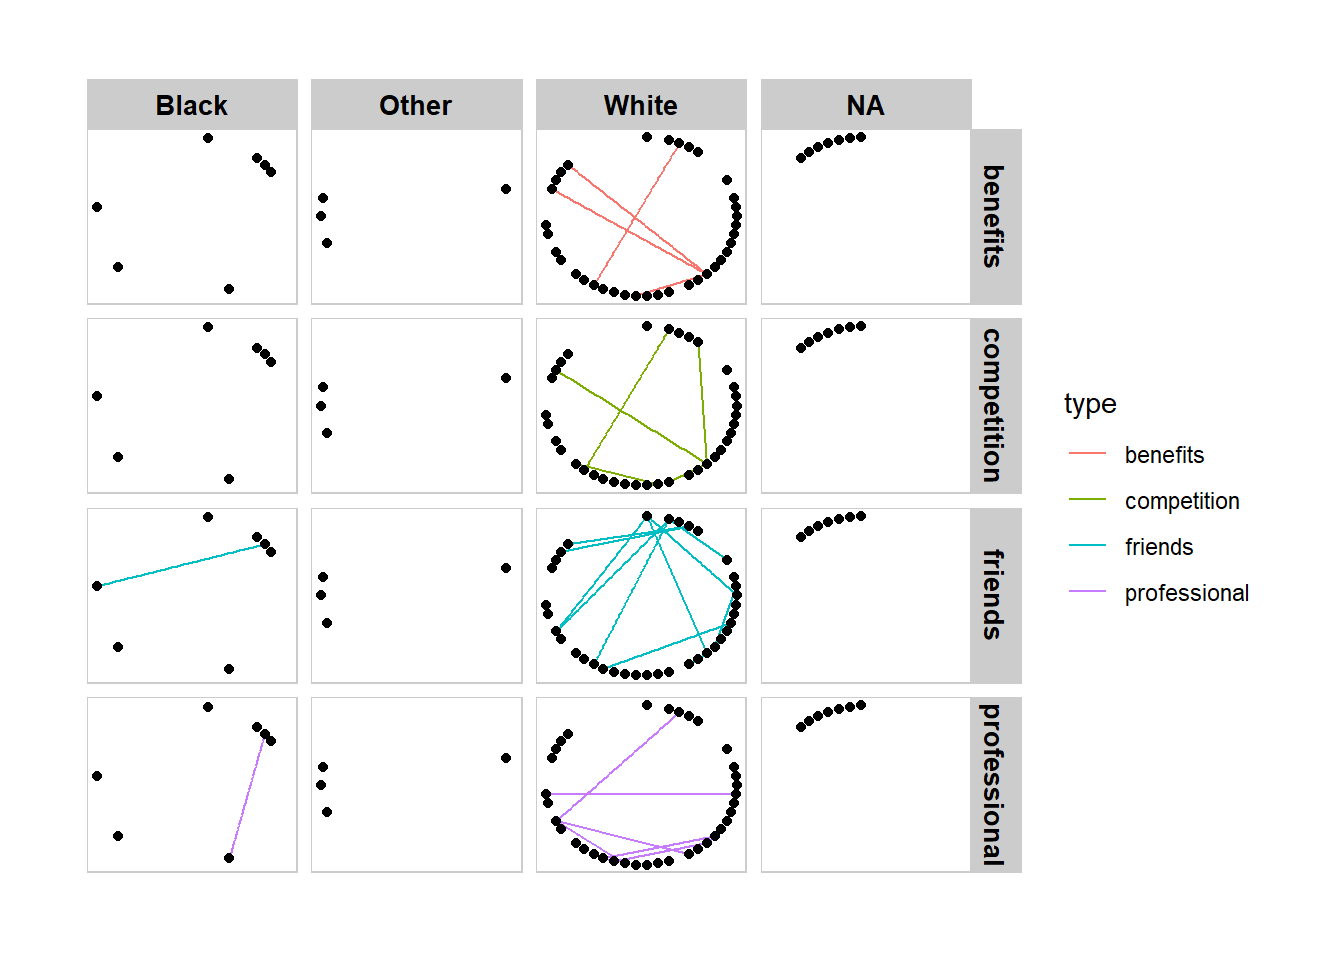 Black
Other
White
NA
benefits
competition
friends
professional
type
benefits
competition
friends
professional